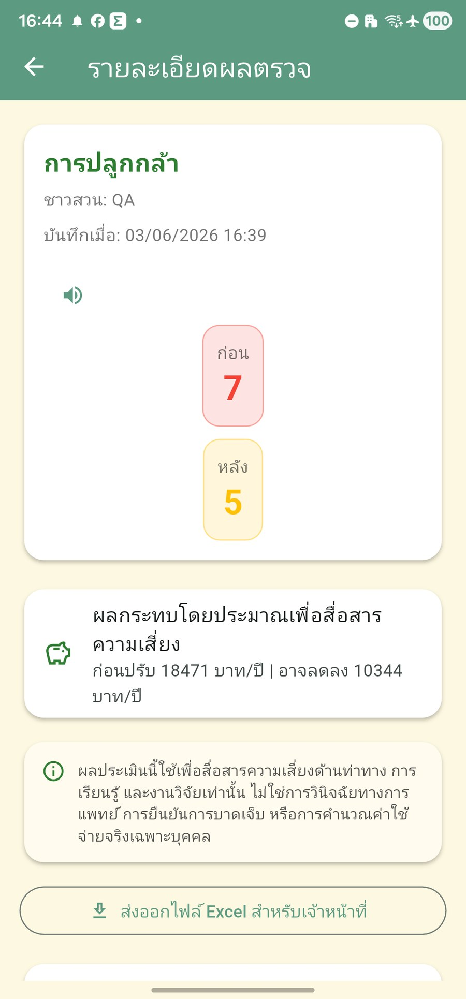 16:44
100
รายละเอียดผลตรวจ
การปลูกกล้า
ชาวสวน: QA
บันทึกเมื่อ: 03/06/2026 16:39
ก่อน
7
หลัง
5
ผลกระทบโดยประมาณเพื่อสื่อสาร
ความเสี่ยง
ก่อนปรับ 18471 บาท/ปี | อาจลดลง 10344
บาท/ปี
ผลประเมินนี้ใช้เพื่อสื่อสารความเสี่ยงด้านท่าทาง การ
เรียนรู้ และงานวิจัยเท่านั้น ไม่ใช่การวินิจฉัยทางการ
แพทย์ การยืนยันการบาดเจ็บ หรือการคำนวณค่าใช้
จ่ายจริงเฉพาะบุคคล
ส่งออกไฟล์ Excel สำหรับเจ้าหน้าที่